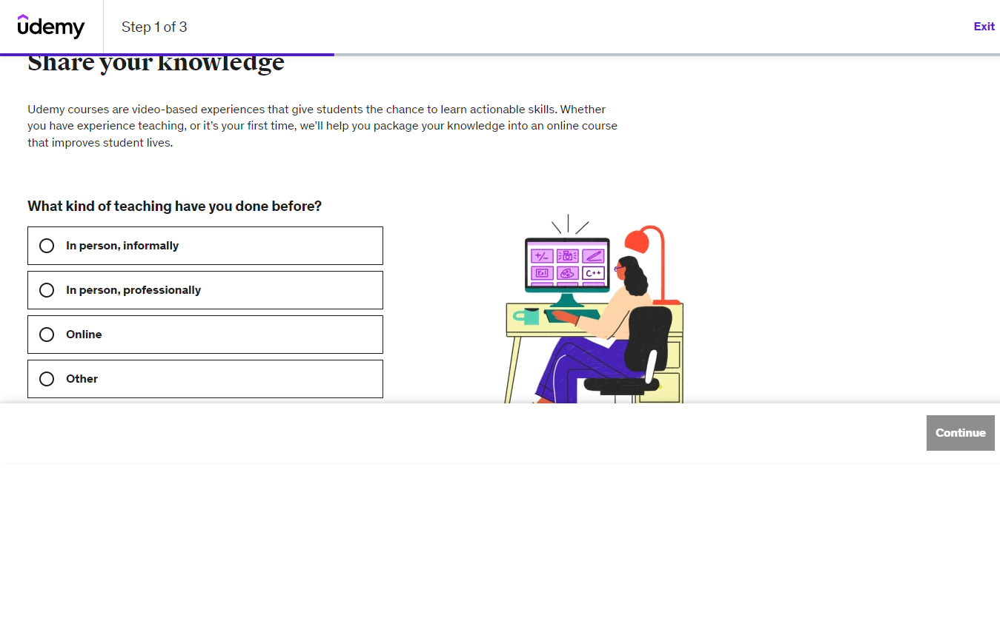 udemy
Step 1 of 3
Exit
Share your knowledge
Udemy courses are video-based experiences that give students the chance to learn actionable skills. Whether
you have experience teaching, or it’s your first time, we’ll help you package your knowledge into an online course
that improves student lives.
What kind of teaching have you done before?
In person, informally
In person, professionally
Online
Other
+/-
C++
Continue